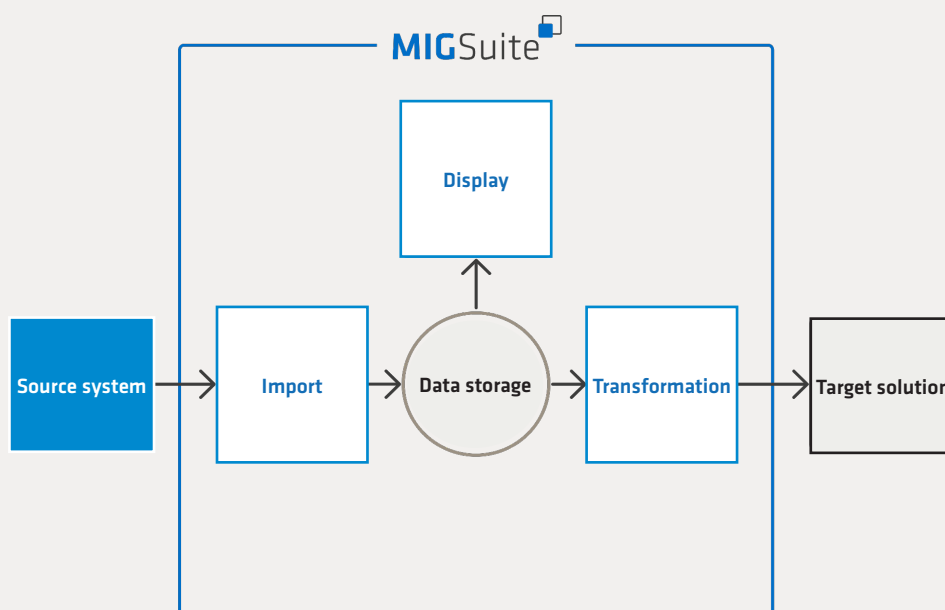 MIGSuite
Display
Source system
Import
Data storage
Transformation
Target solution